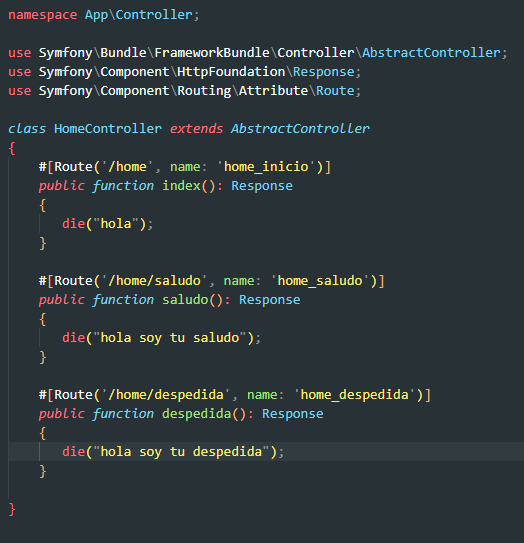 namespace App\Controller;
use Symfony\Bundle\FrameworkBundle\Controller\AbstractController;
use Symfony\Component\HttpFoundation\Response;
use Symfony\Component\Routing\Attribute\Route;
class HomeController extends AbstractController
{
#[Route('/home', name: 'home_inicio')]
public function index(): Response
{
die("hola");
}
#[Route('/home/saludo', name: 'home_saludo')]
public function saludo(): Response
{
die("hola soy tu saludo");
}
#[Route('/home/despedida', name: 'home_despedida')]
public function despedida(): Response
{
die("hola soy tu despedida");
}
}